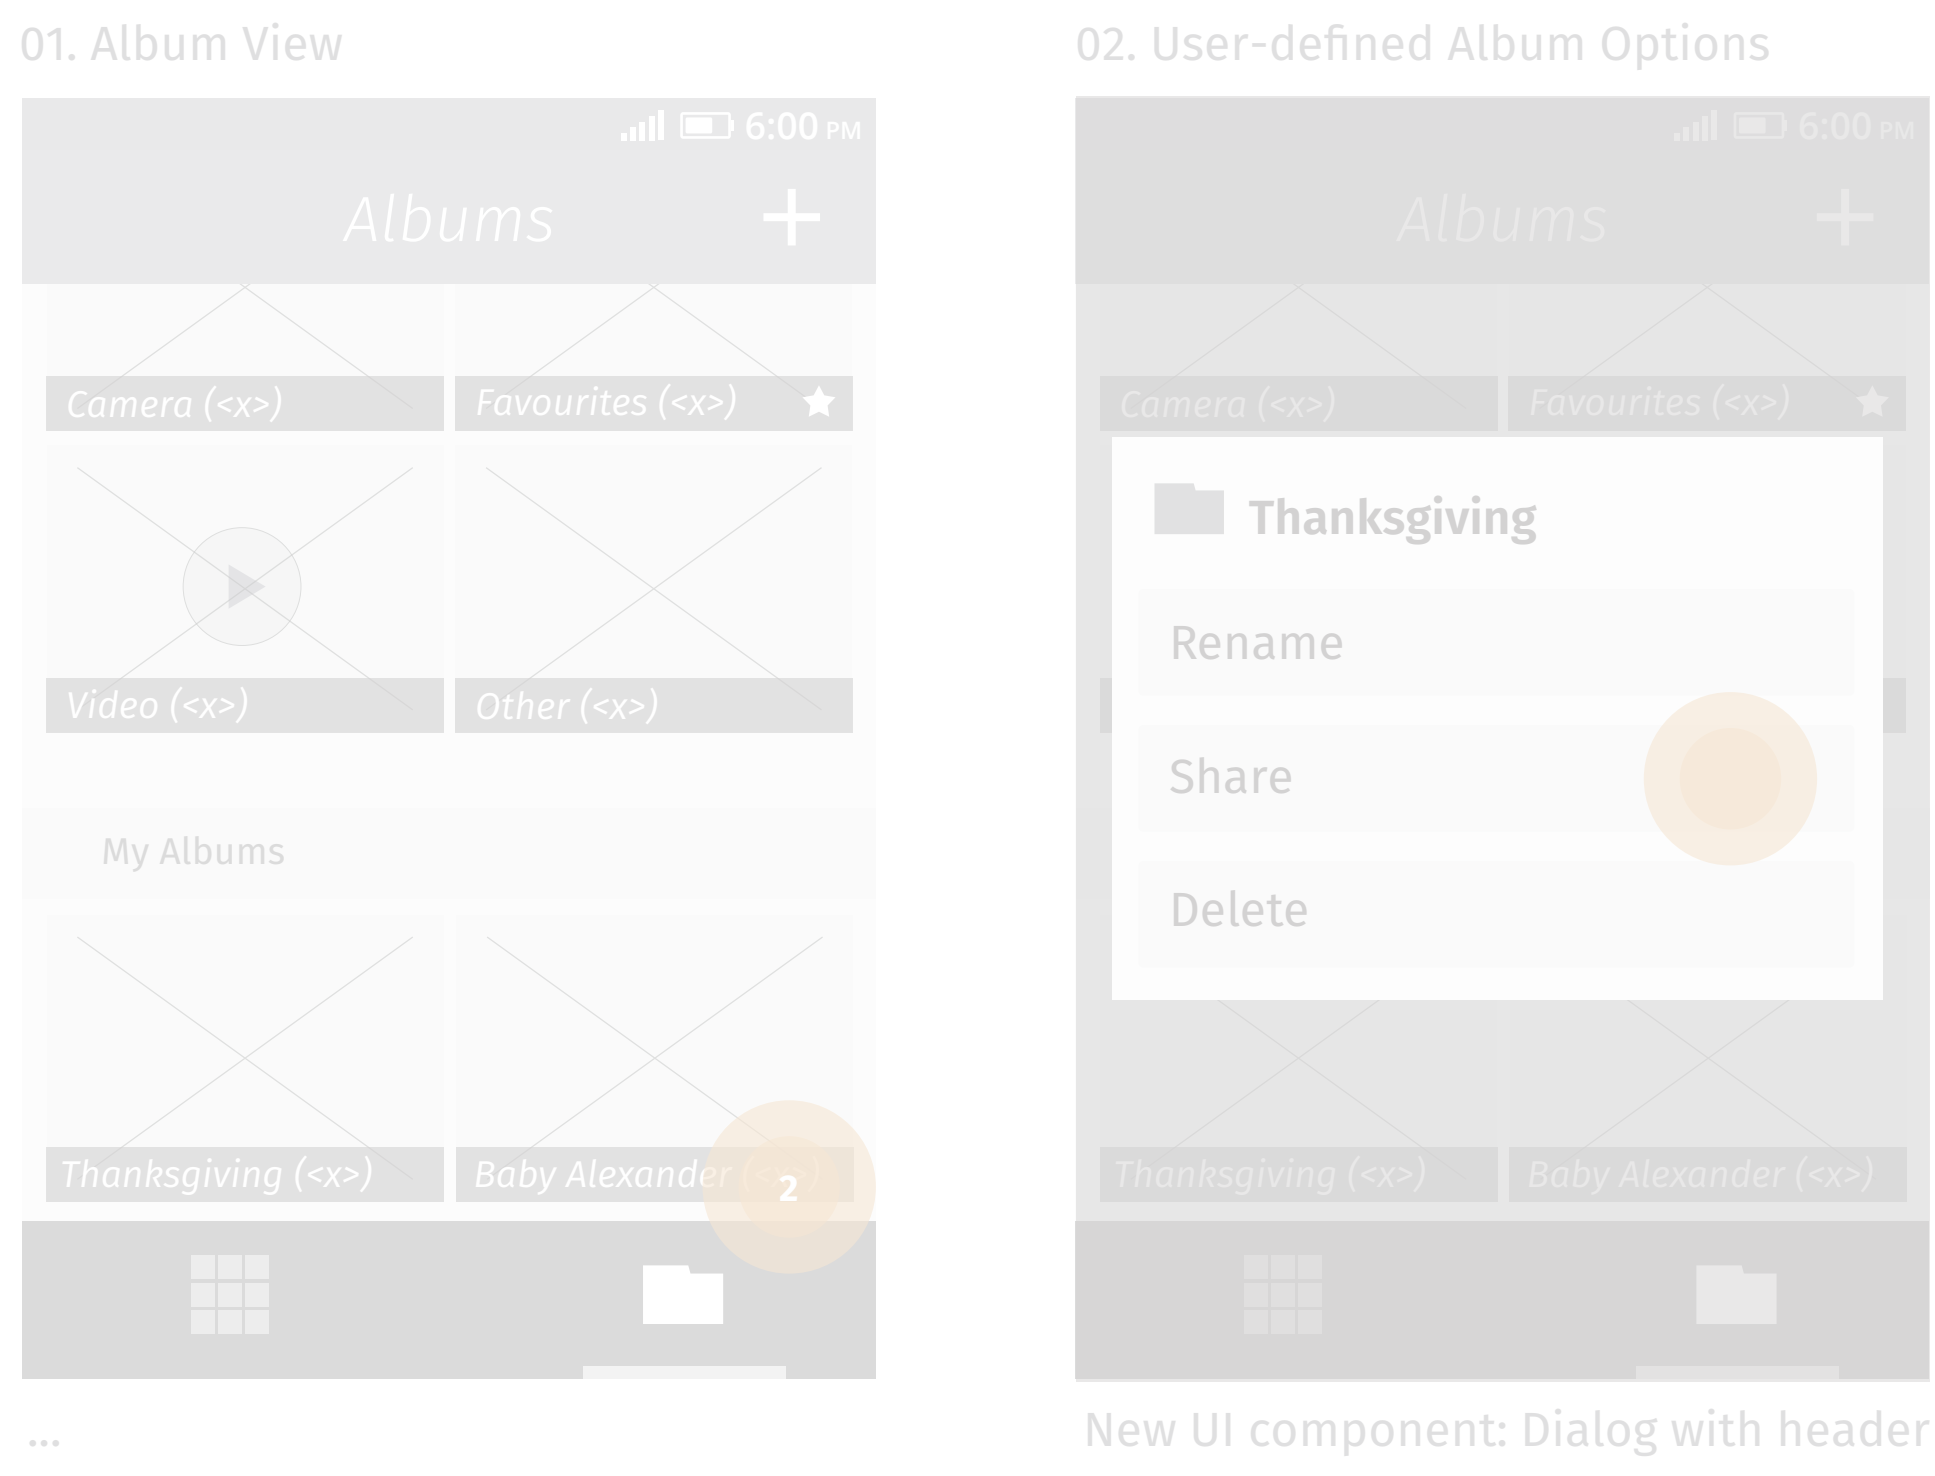 01. Album View
6:00 PM
Albums
Camera (<x>)
Favourites (<x>)
Video (<x>)
Other (<x>)
My Albums
Thanksgiving (<x>)
Baby Alexander (<x>)
2
...
02. User-defined Album Options
6:00 PM
Albums
Camera (<x>)
Favourites (<x>)
Thanksgiving
Rename
Share
Delete
Thanksgiving (<x>)
Baby Alexander (<x>)
New UI component: Dialog with header